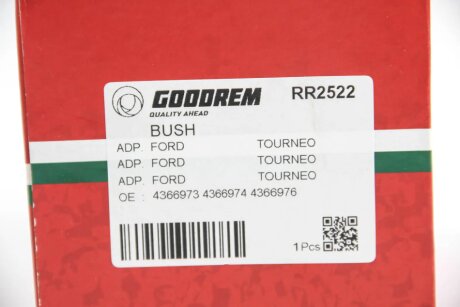 GOODREM RR2522
QUALITY AHEAD
BUSH
ADP. FORD TOURNEO
ADP. FORD TOURNEO
ADP. FORD TOURNEO
OE : 4366973 4366974 4366976
1 Pcs